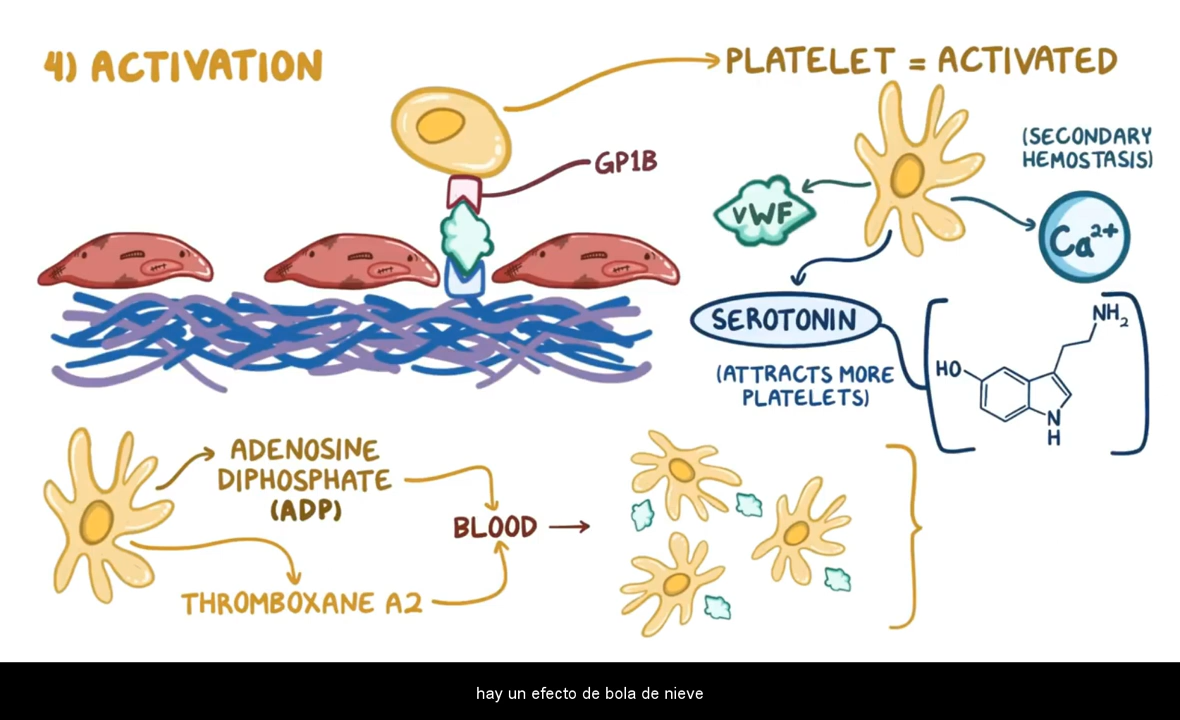 4) ACTIVATION
PLATELET = ACTIVATED
GP1B
(SECONDARY
HEMOSTASIS)
vWF
Ca²⁺
SEROTONIN
(ATTRACTS MORE
PLATELETS)
NH₂
HO
N
H
ADENOSINE
DIPHOSPHATE
(ADP)
BLOOD
THROMBOXANE A2
hay un efecto de bola de nieve